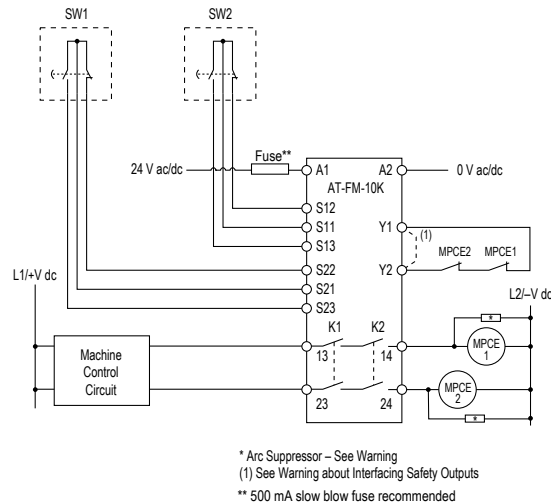 SW1 SW2
Fuse**
24 V ac/dc A1 A2 0 V ac/dc
AT-FM-10K
S12
S11 Y1 (1)
S13
MPCE2 MPCE1
S22 Y2
L1/+V dc S21 L2/–V dc
S23
*
K1 K2
Machine
Control
Circuit
13 14
MPCE
1
MPCE
2
23 24
*
* Arc Suppressor – See Warning
(1) See Warning about Interfacing Safety Outputs
** 500 mA slow blow fuse recommended